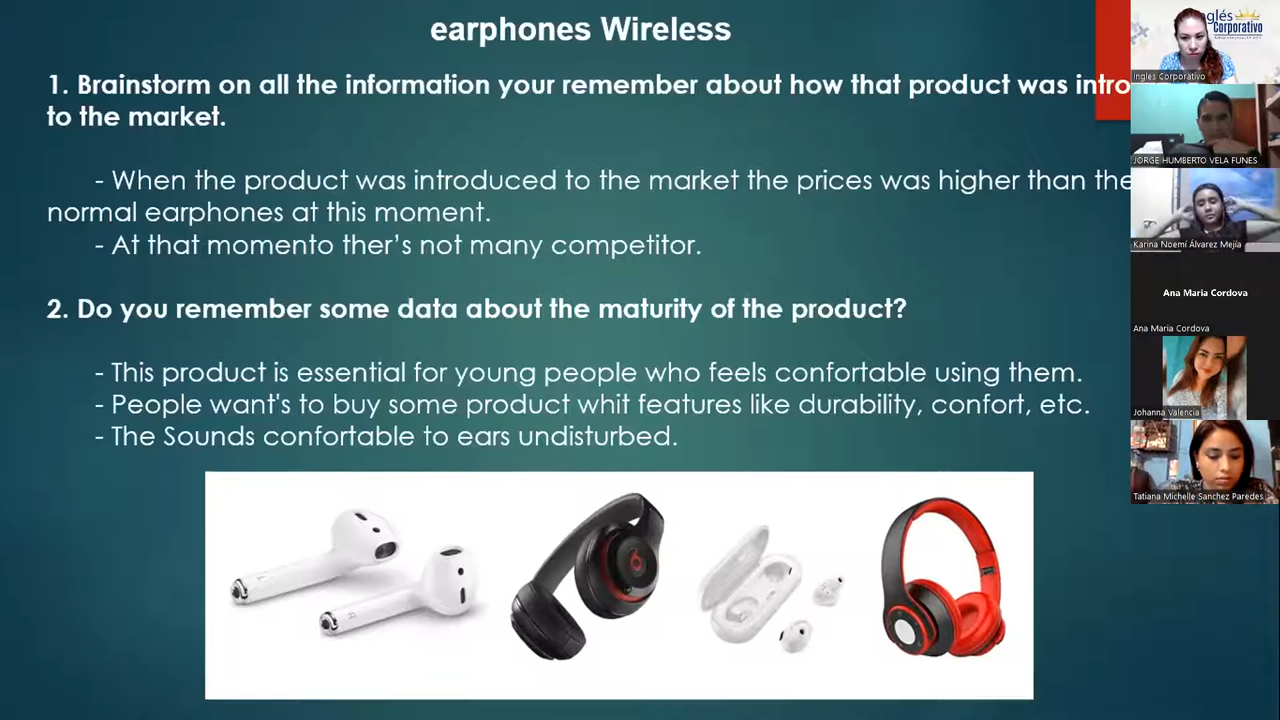 earphones Wireless
1. Brainstorm on all the information your remember about how that product was intro
to the market.
- When the product was introduced to the market the prices was higher than the
normal earphones at this moment.
- At that momento ther's not many competitor.
2. Do you remember some data about the maturity of the product?
- This product is essential for young people who feels confortable using them.
- People want's to buy some product whit features like durability, confort, etc.
- The Sounds confortable to ears undisturbed.
glés
Corporativo
Ingles Corporativo
JORGE HUMBERTO VELA FUNES
Karina Noemí Álvarez Mejía
Ana Maria Cordova
Ana Maria Cordova
Johanna Valencia
Tatiana Michelle Sanchez Paredes